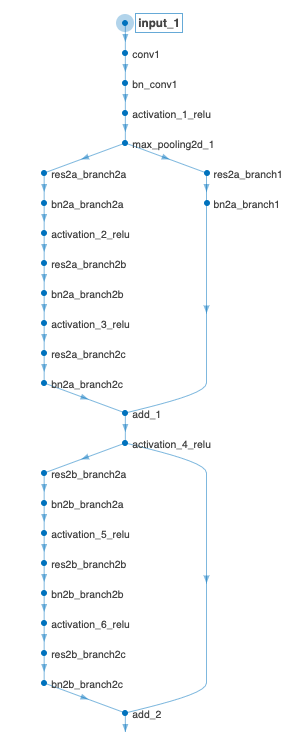 input_1
conv1
bn_conv1
activation_1_relu
max_pooling2d_1
res2a_branch2a
res2a_branch1
bn2a_branch2a
bn2a_branch1
activation_2_relu
res2a_branch2b
bn2a_branch2b
activation_3_relu
res2a_branch2c
bn2a_branch2c
add_1
activation_4_relu
res2b_branch2a
bn2b_branch2a
activation_5_relu
res2b_branch2b
bn2b_branch2b
activation_6_relu
res2b_branch2c
bn2b_branch2c
add_2